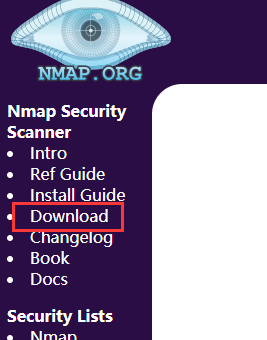 NMAP.ORG
Nmap Security
Scanner
Intro
Ref Guide
Install Guide
Download
Changelog
Book
Docs
Security Lists
Nmap